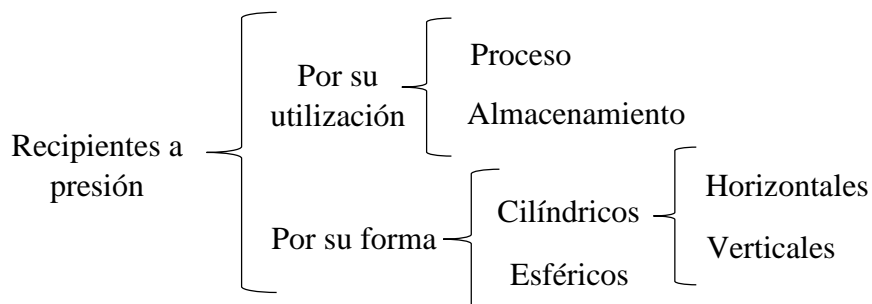 Recipientes a
presión
Por su
utilización
Proceso
Almacenamiento
Por su forma
Cilíndricos
Esféricos
Horizontales
Verticales